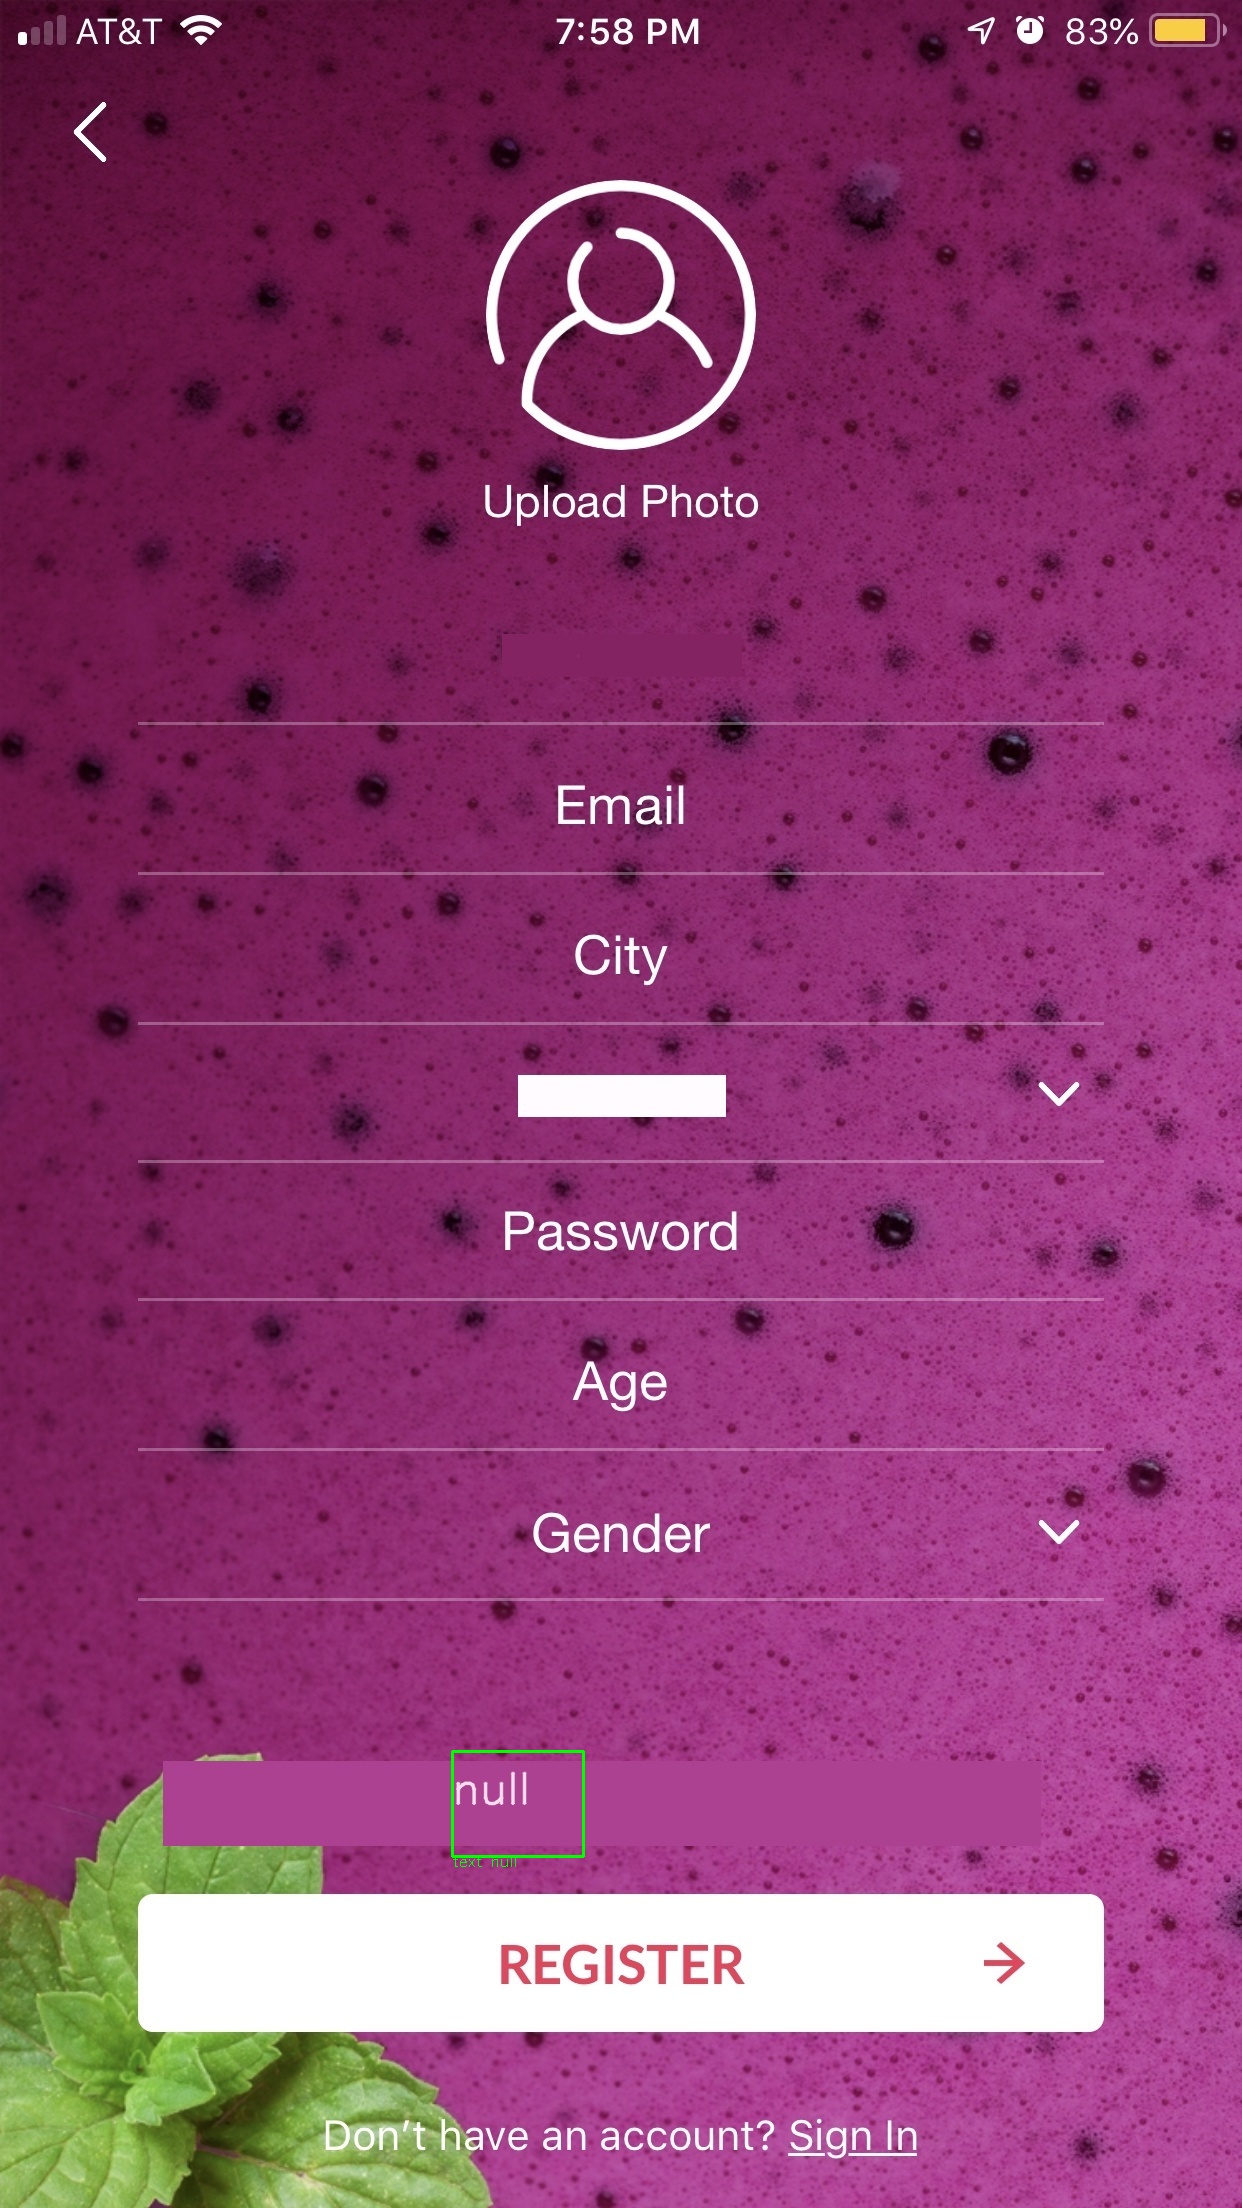 AT&T 7:58 PM 83%
Upload Photo
Email
City
Password
Age
Gender
null
text null
REGISTER
Don't have an account? Sign In